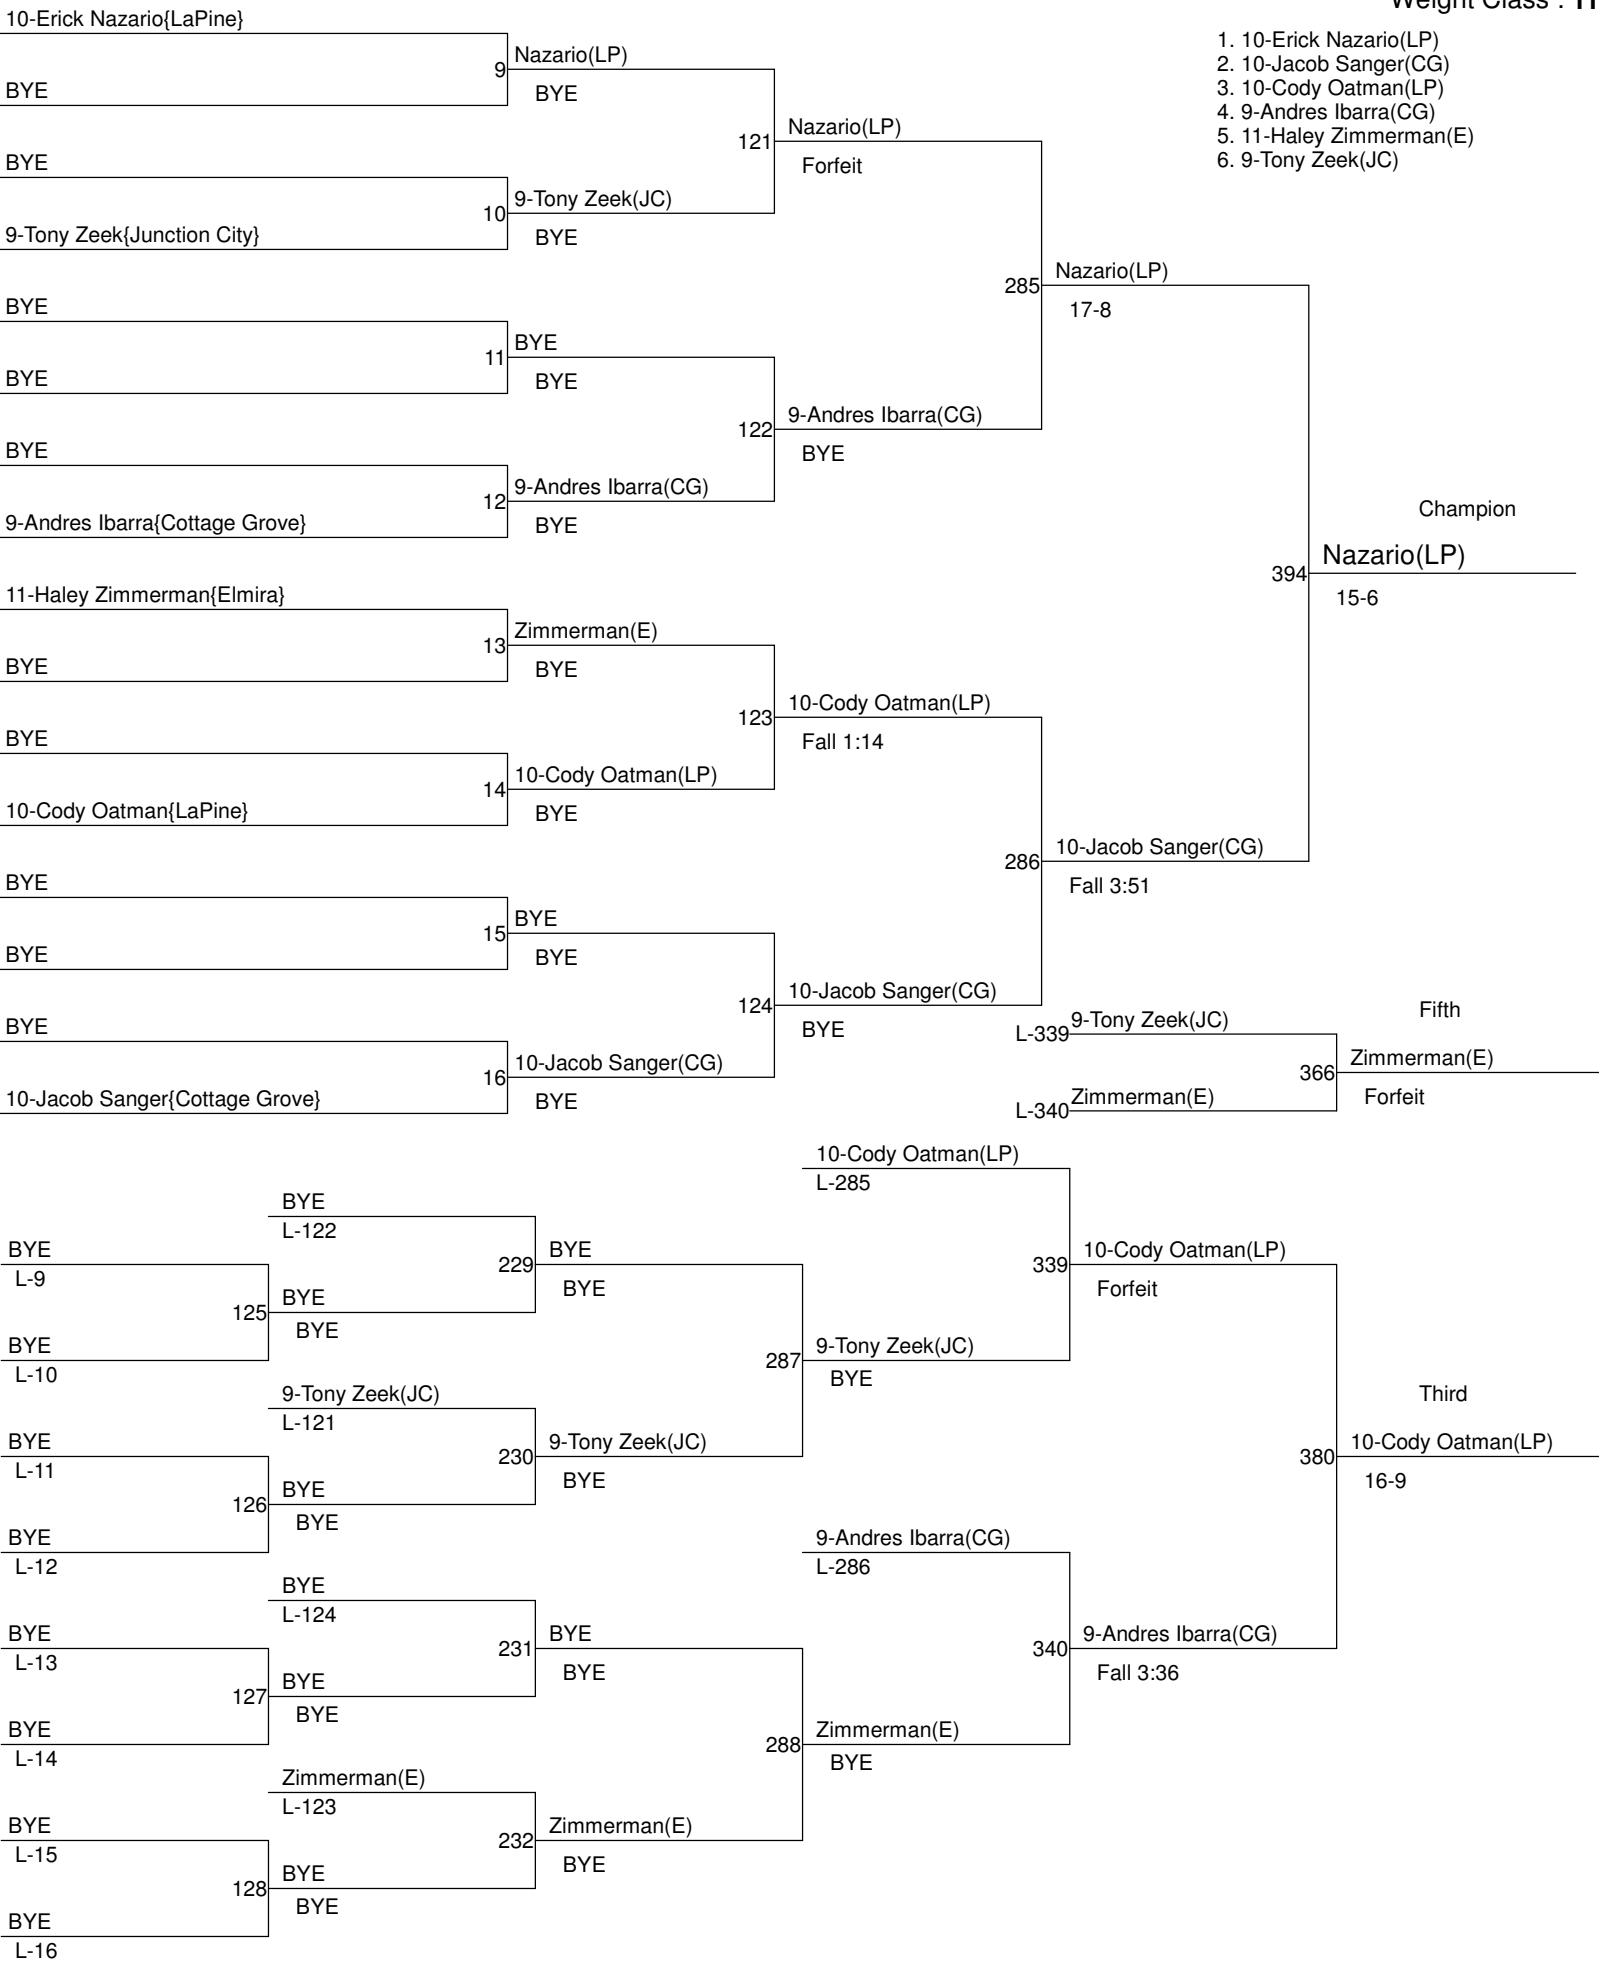 Weight Class :
10-Erick Nazario{LaPine}
BYE
BYE
9-Tony Zeek{Junction City}
BYE
BYE
BYE
9-Andres Ibarra{Cottage Grove}
11-Haley Zimmerman{Elmira}
BYE
BYE
10-Cody Oatman{LaPine}
BYE
BYE
BYE
10-Jacob Sanger{Cottage Grove}
9
Nazario(LP)
BYE
10
9-Tony Zeek(JC)
BYE
11
BYE
BYE
12
9-Andres Ibarra(CG)
BYE
13
Zimmerman(E)
BYE
14
10-Cody Oatman(LP)
BYE
15
BYE
BYE
16
10-Jacob Sanger(CG)
BYE
121
Nazario(LP)
Forfeit
122
9-Andres Ibarra(CG)
BYE
123
10-Cody Oatman(LP)
Fall 1:14
124
10-Jacob Sanger(CG)
BYE
285
Nazario(LP)
17-8
286
10-Jacob Sanger(CG)
Fall 3:51
1. 10-Erick Nazario(LP)
2. 10-Jacob Sanger(CG)
3. 10-Cody Oatman(LP)
4. 9-Andres Ibarra(CG)
5. 11-Haley Zimmerman(E)
6. 9-Tony Zeek(JC)
Champion
394
Nazario(LP)
15-6
L-339
9-Tony Zeek(JC)
L-340
Zimmerman(E)
Fifth
366
Zimmerman(E)
Forfeit
BYE
L-9
BYE
L-10
BYE
L-11
BYE
L-12
BYE
L-13
BYE
L-14
BYE
L-15
BYE
L-16
BYE
L-122
125
BYE
BYE
9-Tony Zeek(JC)
L-121
126
BYE
BYE
BYE
L-124
127
BYE
BYE
Zimmerman(E)
L-123
128
BYE
BYE
229
BYE
BYE
230
9-Tony Zeek(JC)
BYE
231
BYE
BYE
232
Zimmerman(E)
BYE
10-Cody Oatman(LP)
L-285
287
9-Tony Zeek(JC)
BYE
9-Andres Ibarra(CG)
L-286
288
Zimmerman(E)
BYE
339
10-Cody Oatman(LP)
Forfeit
340
9-Andres Ibarra(CG)
Fall 3:36
Third
380
10-Cody Oatman(LP)
16-9